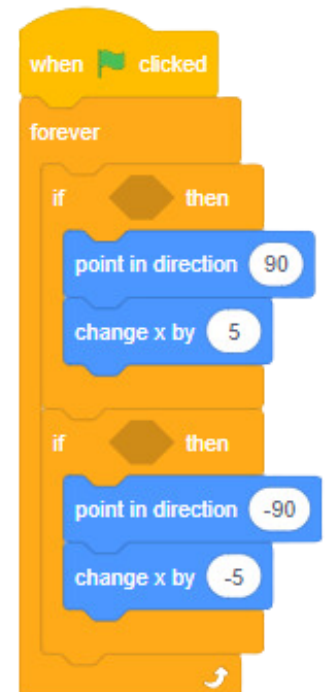 when clicked
forever
if then
point in direction 90
change x by 5
if then
point in direction -90
change x by -5